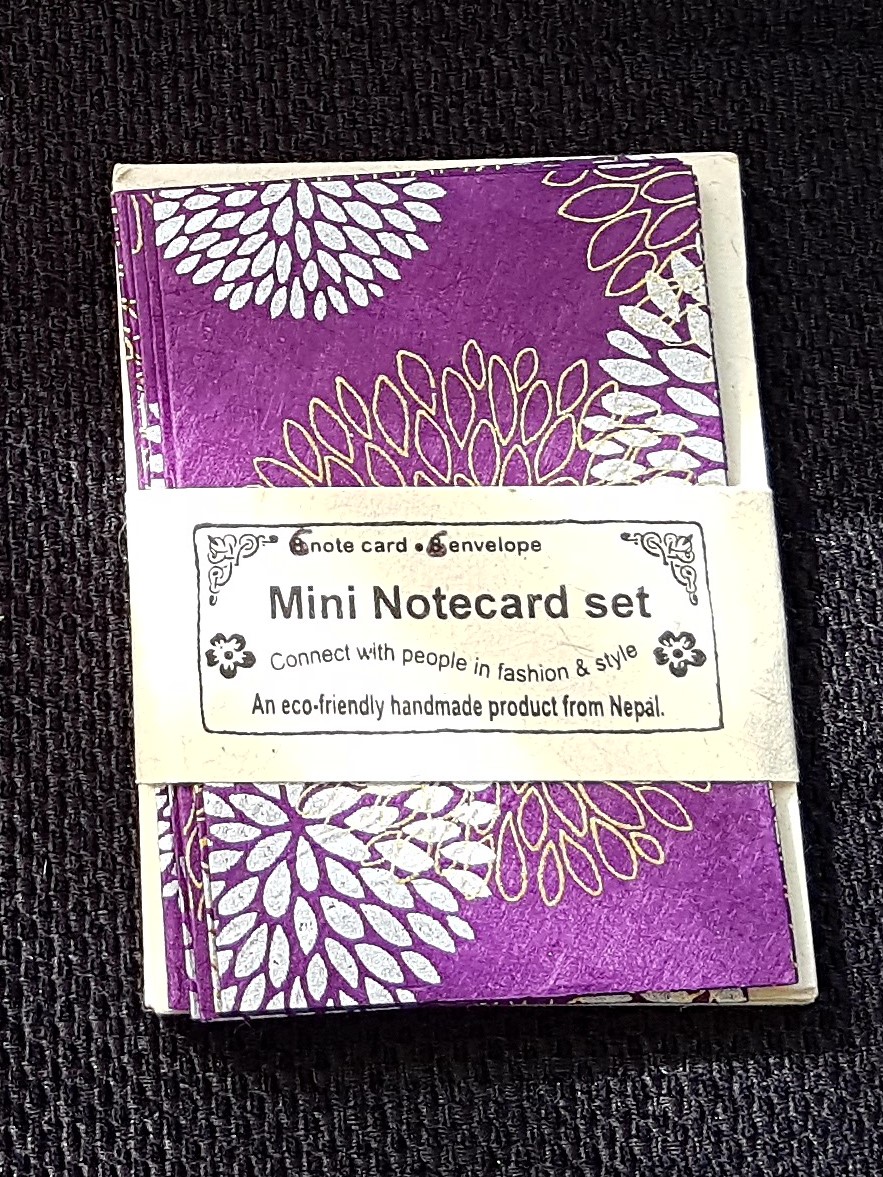 6 note card • 6 envelope
Mini Notecard set
Connect with people in fashion & style
An eco-friendly handmade product from Nepal.